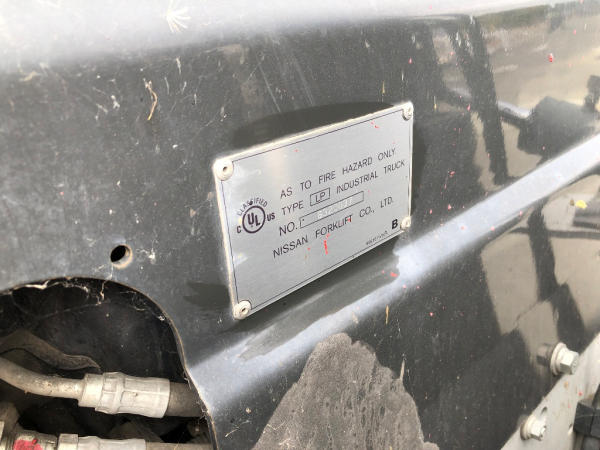 AS TO FIRE HAZARD ONLY.
CLASSIFIED
C UL US
TYPE LP INDUSTRIAL TRUCK
NO.
NISSAN FORKLIFT CO., LTD.
B